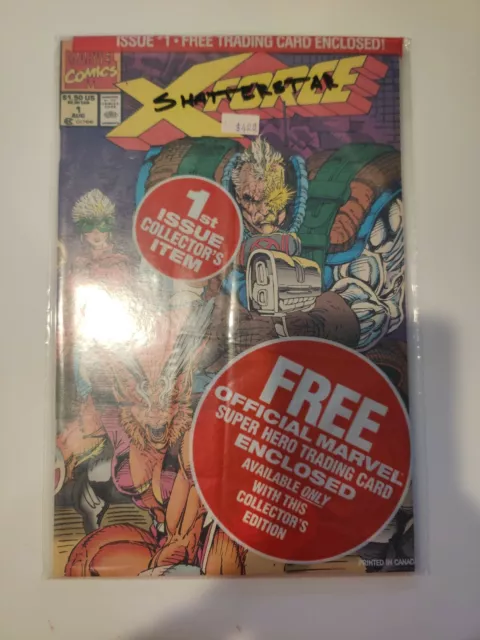 ISSUE #1 • FREE TRADING CARD ENCLOSED!
MARVEL
COMICS
$1.50 US
1
AUG
X-FORCE
SHATTERSTAR
1st
ISSUE
COLLECTOR'S
ITEM
FREE
OFFICIAL MARVEL
SUPER HERO TRADING CARD
ENCLOSED
AVAILABLE ONLY
WITH THIS
COLLECTOR'S
EDITION
PRINTED IN CANAD